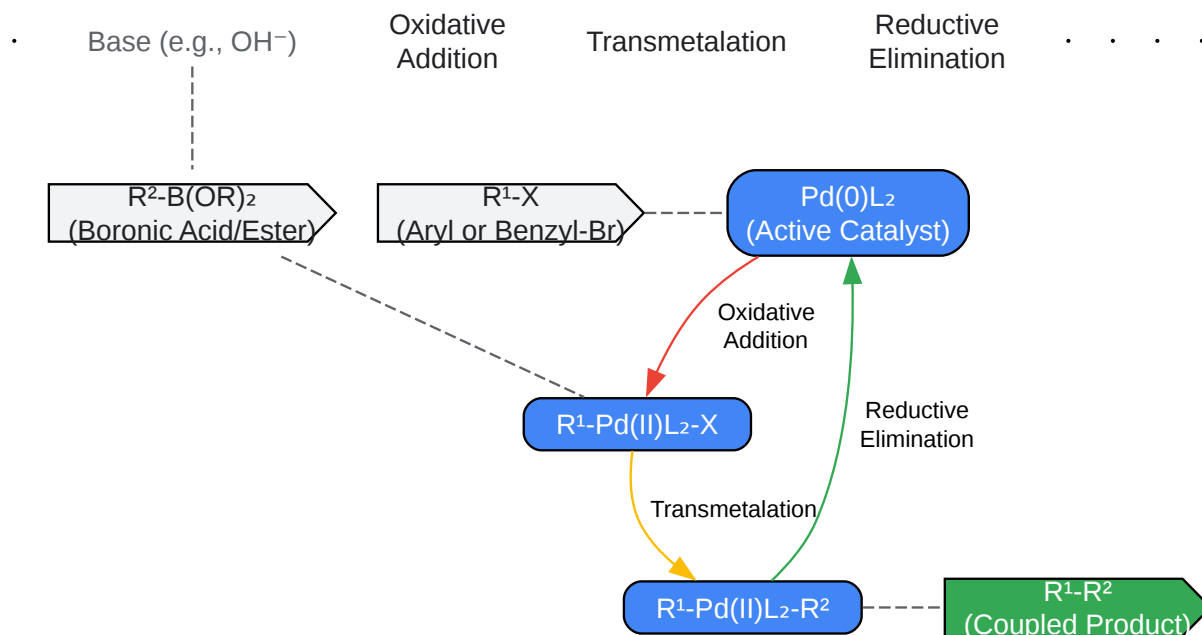 Base (e.g., OH⁻)
Oxidative
Addition
Transmetalation
Reductive
Elimination
R²-B(OR)₂
(Boronic Acid/Ester)
R¹-X
(Aryl or Benzyl-Br)
Pd(0)L₂
(Active Catalyst)
Oxidative
Addition
R¹-Pd(II)L₂-X
Reductive
Elimination
Transmetalation
R¹-Pd(II)L₂-R²
R¹-R²
(Coupled Product)